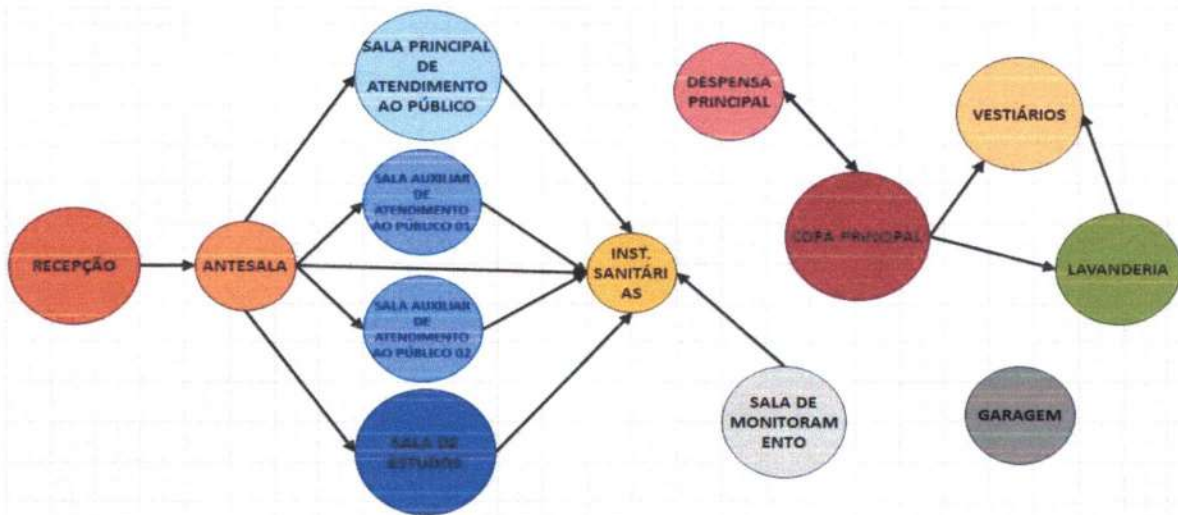 SALA PRINCIPAL
DE
ATENDIMENTO
AO PÚBLICO
SALA AUXILIAR
DE
ATENDIMENTO
AO PÚBLICO 01
RECEPÇÃO
ANTESALA
SALA AUXILIAR
DE
ATENDIMENTO
AO PÚBLICO 02
SALA DE
ESTUDOS
INST.
SANITÁRI
AS
DESPENSA
PRINCIPAL
COPA PRINCIPAL
VESTIÁRIOS
LAVANDERIA
SALA DE
MONITORAM
ENTO
GARAGEM